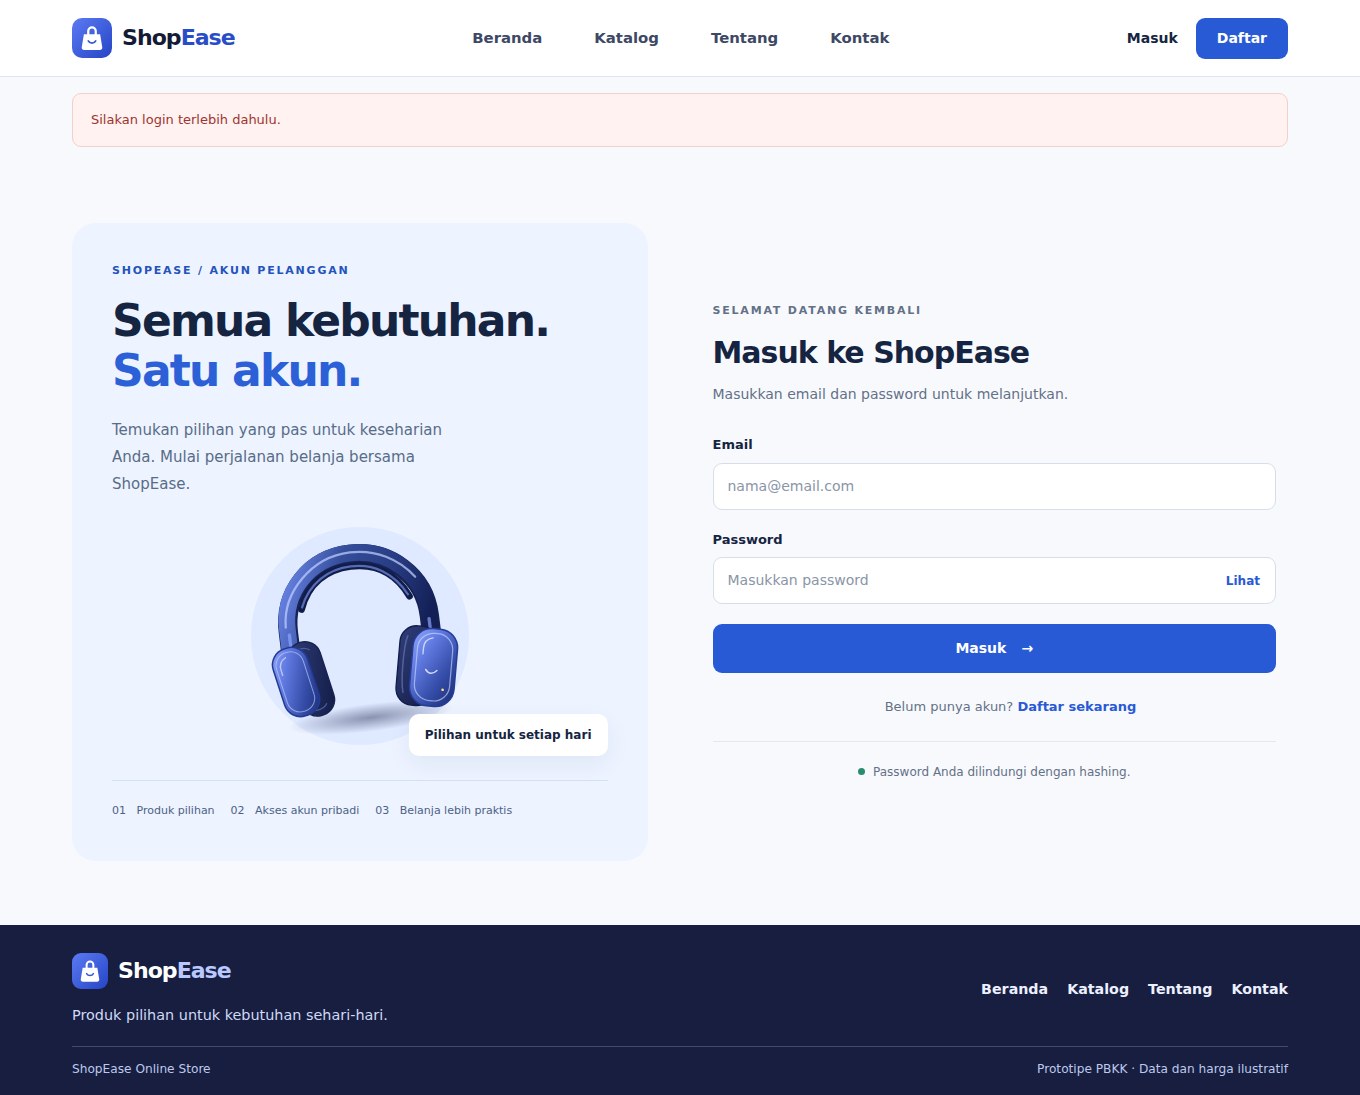 ShopEase
Beranda
Katalog
Tentang
Kontak
Masuk
Daftar
Silakan login terlebih dahulu.
SHOPEASE / AKUN PELANGGAN
Semua kebutuhan.
Satu akun.
Temukan pilihan yang pas untuk keseharian
Anda. Mulai perjalanan belanja bersama
ShopEase.
Pilihan untuk setiap hari
01 Produk pilihan 02 Akses akun pribadi 03 Belanja lebih praktis
SELAMAT DATANG KEMBALI
Masuk ke ShopEase
Masukkan email dan password untuk melanjutkan.
Email
nama@email.com
Password
Masukkan password
Lihat
Masuk →
Belum punya akun? Daftar sekarang
Password Anda dilindungi dengan hashing.
ShopEase
Produk pilihan untuk kebutuhan sehari-hari.
Beranda Katalog Tentang Kontak
ShopEase Online Store
Prototipe PBKK · Data dan harga ilustratif